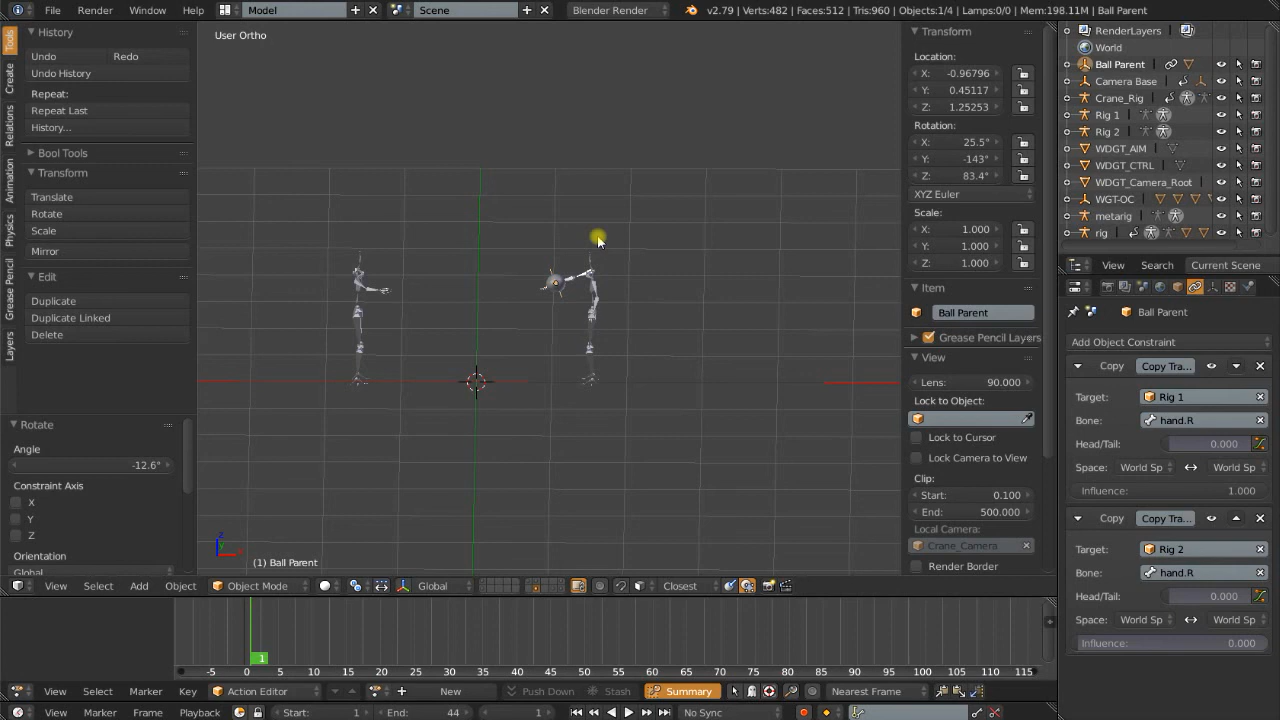 File Render Window Help Model Scene Blender Render v2.79 | Verts:482 | Faces:512 | Tris:960 | Objects:1/4 | Lamps:0/0 | Mem:198.11M | Ball Parent
Tools
Create
Relations
Animation
Physics
Grease Pencil
Layers
History
Undo Redo
Undo History
Repeat:
Repeat Last
History...
Bool Tools
Transform
Translate
Rotate
Scale
Mirror
Edit
Duplicate
Duplicate Linked
Delete
Rotate
Angle
-12.6°
Constraint Axis
X
Y
Z
Orientation
Global
User Ortho
(1) Ball Parent
Transform
Location:
X: -0.96796
Y: 0.45117
Z: 1.25253
Rotation:
X: 25.5°
Y: -143°
Z: 83.4°
XYZ Euler
Scale:
X: 1.000
Y: 1.000
Z: 1.000
Item
Ball Parent
Grease Pencil Layers
View
Lens: 90.000
Lock to Object:
Lock to Cursor
Lock Camera to View
Clip:
Start: 0.100
End: 500.000
Local Camera:
Crane_Camera
Render Border
RenderLayers
World
Ball Parent
Camera Base
Crane_Rig
Rig 1
Rig 2
WDGT_AIM
WDGT_CTRL
WDGT_Camera_Root
WGT-OC
metarig
rig
View Search Current Scene
Ball Parent
Add Object Constraint
Copy Copy Tra...
Target: Rig 1
Bone: hand.R
Head/Tail: 0.000
Space: World Sp World Sp
Influence: 1.000
Copy Copy Tra...
Target: Rig 2
Bone: hand.R
Head/Tail: 0.000
Space: World Sp World Sp
Influence: 0.000
View Select Add Object Object Mode Global Closest
1
-5 0 5 10 15 20 25 30 35 40 45 50 55 60 65 70 75 80 85 90 95 100 105 110 115
View Select Marker Key Action Editor New Push Down Stash Summary Nearest Frame
View Marker Frame Playback Start: 1 End: 44 1 No Sync